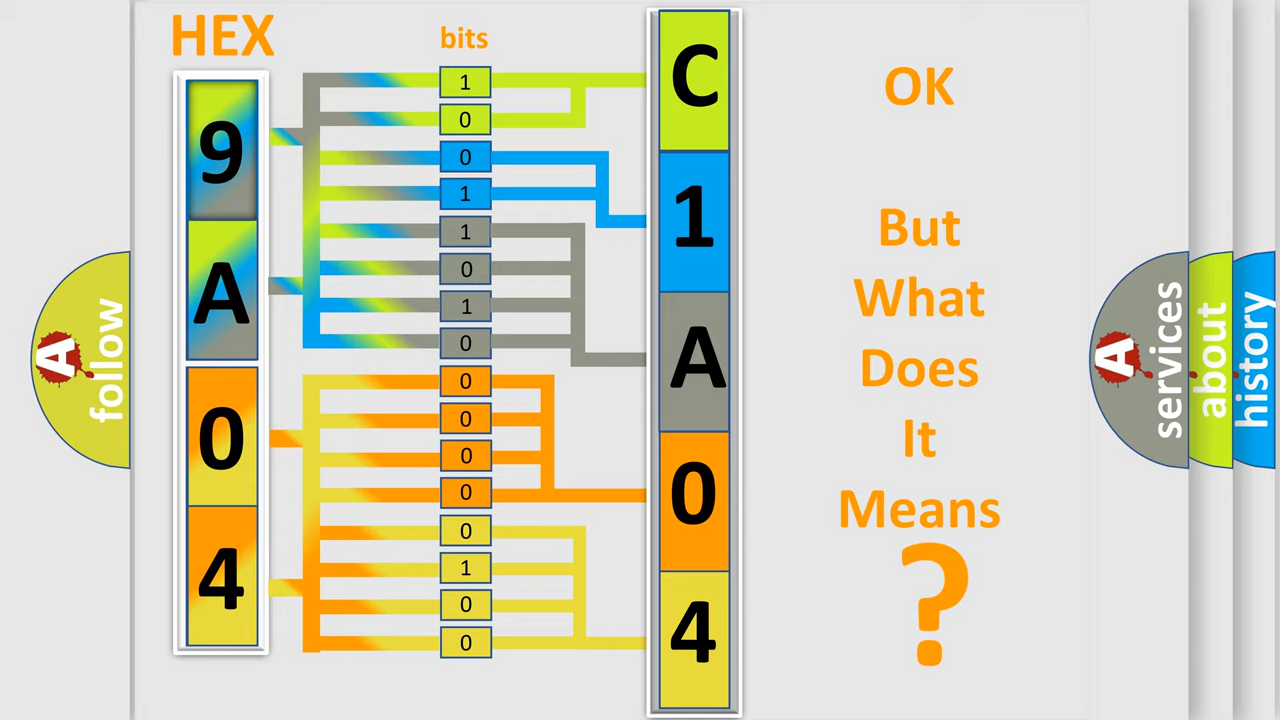 HEX
9
A
0
4
bits
1
0
0
1
1
0
1
0
0
0
0
0
0
1
0
0
C
1
A
0
4
OK
But
What
Does
It
Means
?
A
follow
A
services
about
history